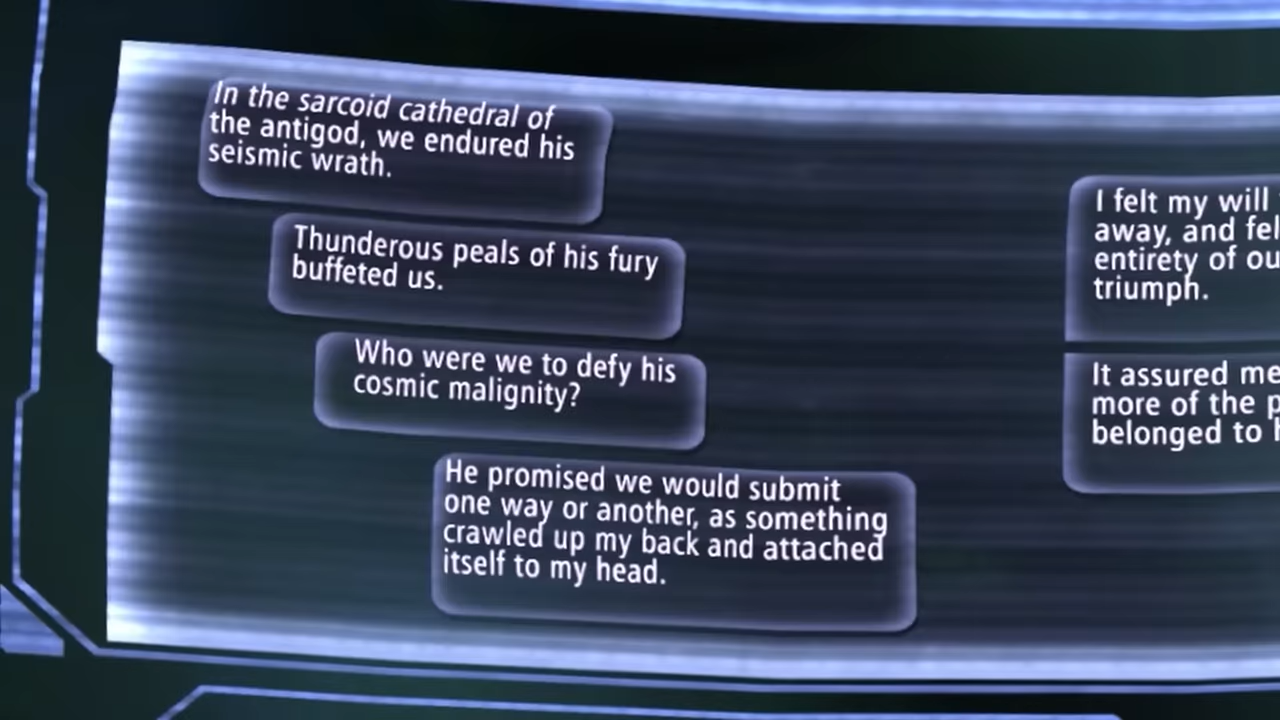 In the sarcoid cathedral of
the antigod, we endured his
seismic wrath.
Thunderous peals of his fury
buffeted us.
Who were we to defy his
cosmic malignity?
He promised we would submit
one way or another, as something
crawled up my back and attached
itself to my head.
I felt my will
away, and
entirety of
triumph.
It assured me
more of the
belonged to